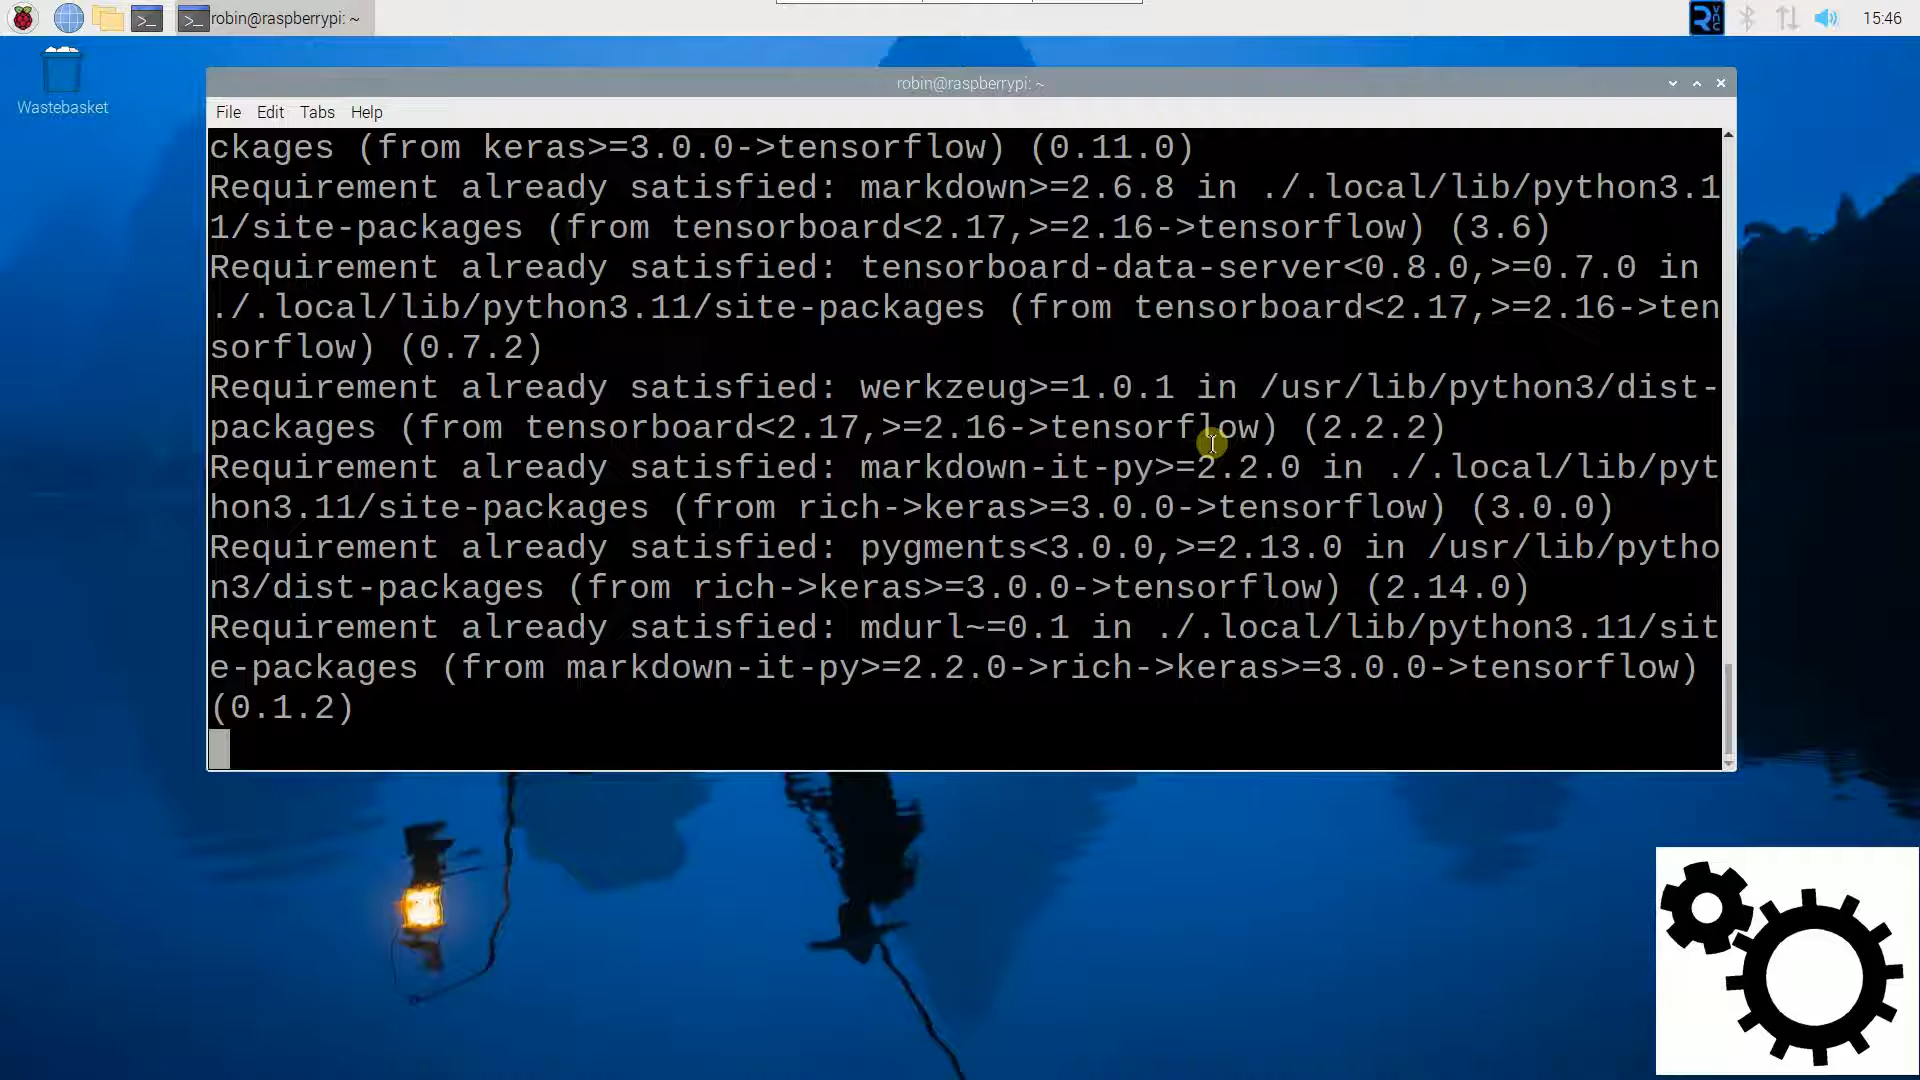 robin@raspberrypi: ~
15:46
Wastebasket
robin@raspberrypi: ~
File Edit Tabs Help
ckages (from keras>=3.0.0->tensorflow) (0.11.0)
Requirement already satisfied: markdown>=2.6.8 in ./.local/lib/python3.1
1/site-packages (from tensorboard<2.17,>=2.16->tensorflow) (3.6)
Requirement already satisfied: tensorboard-data-server<0.8.0,>=0.7.0 in
./.local/lib/python3.11/site-packages (from tensorboard<2.17,>=2.16->ten
sorflow) (0.7.2)
Requirement already satisfied: werkzeug>=1.0.1 in /usr/lib/python3/dist-
packages (from tensorboard<2.17,>=2.16->tensorflow) (2.2.2)
Requirement already satisfied: markdown-it-py>=2.2.0 in ./.local/lib/pyt
hon3.11/site-packages (from rich->keras>=3.0.0->tensorflow) (3.0.0)
Requirement already satisfied: pygments<3.0.0,>=2.13.0 in /usr/lib/pytho
n3/dist-packages (from rich->keras>=3.0.0->tensorflow) (2.14.0)
Requirement already satisfied: mdurl~=0.1 in ./.local/lib/python3.11/sit
e-packages (from markdown-it-py>=2.2.0->rich->keras>=3.0.0->tensorflow)
(0.1.2)